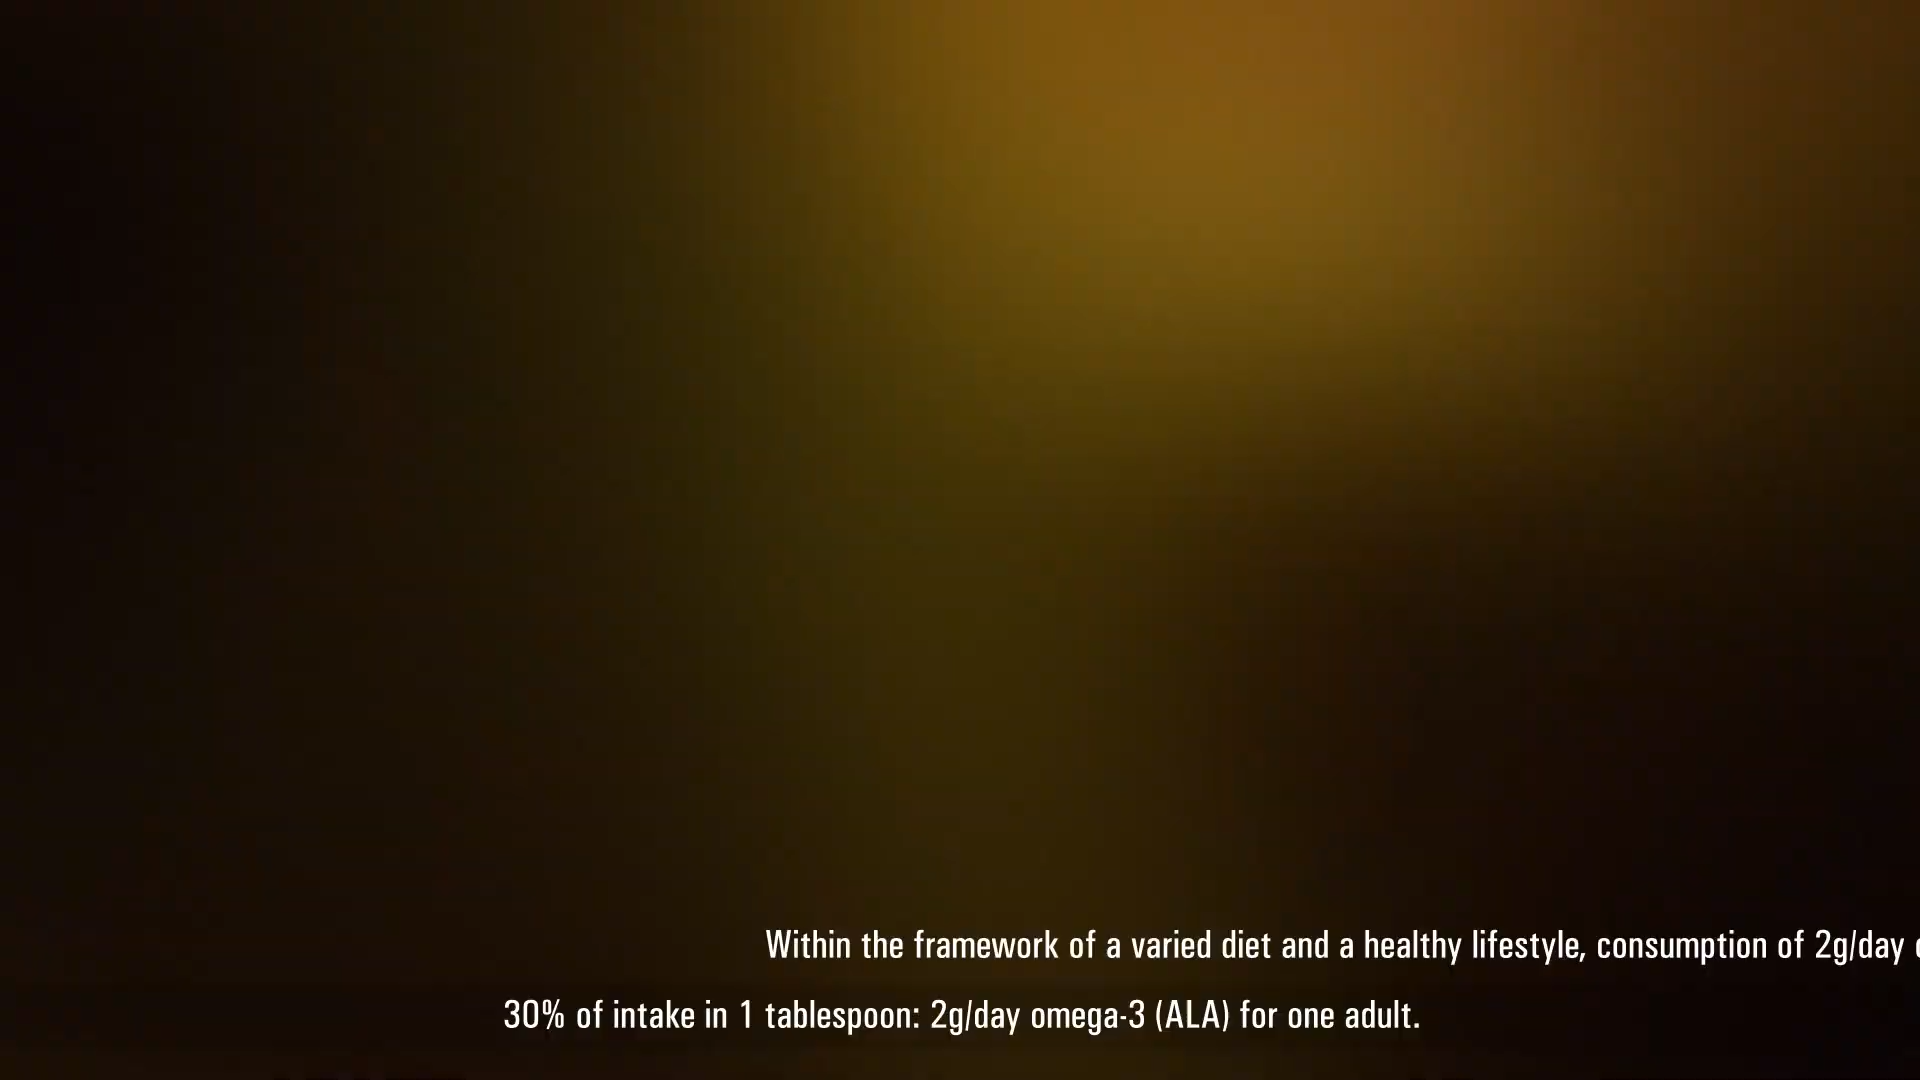 Within the framework of a varied diet and a healthy lifestyle, consumption of 2g/day
30% of intake in 1 tablespoon: 2g/day omega-3 (ALA) for one adult.